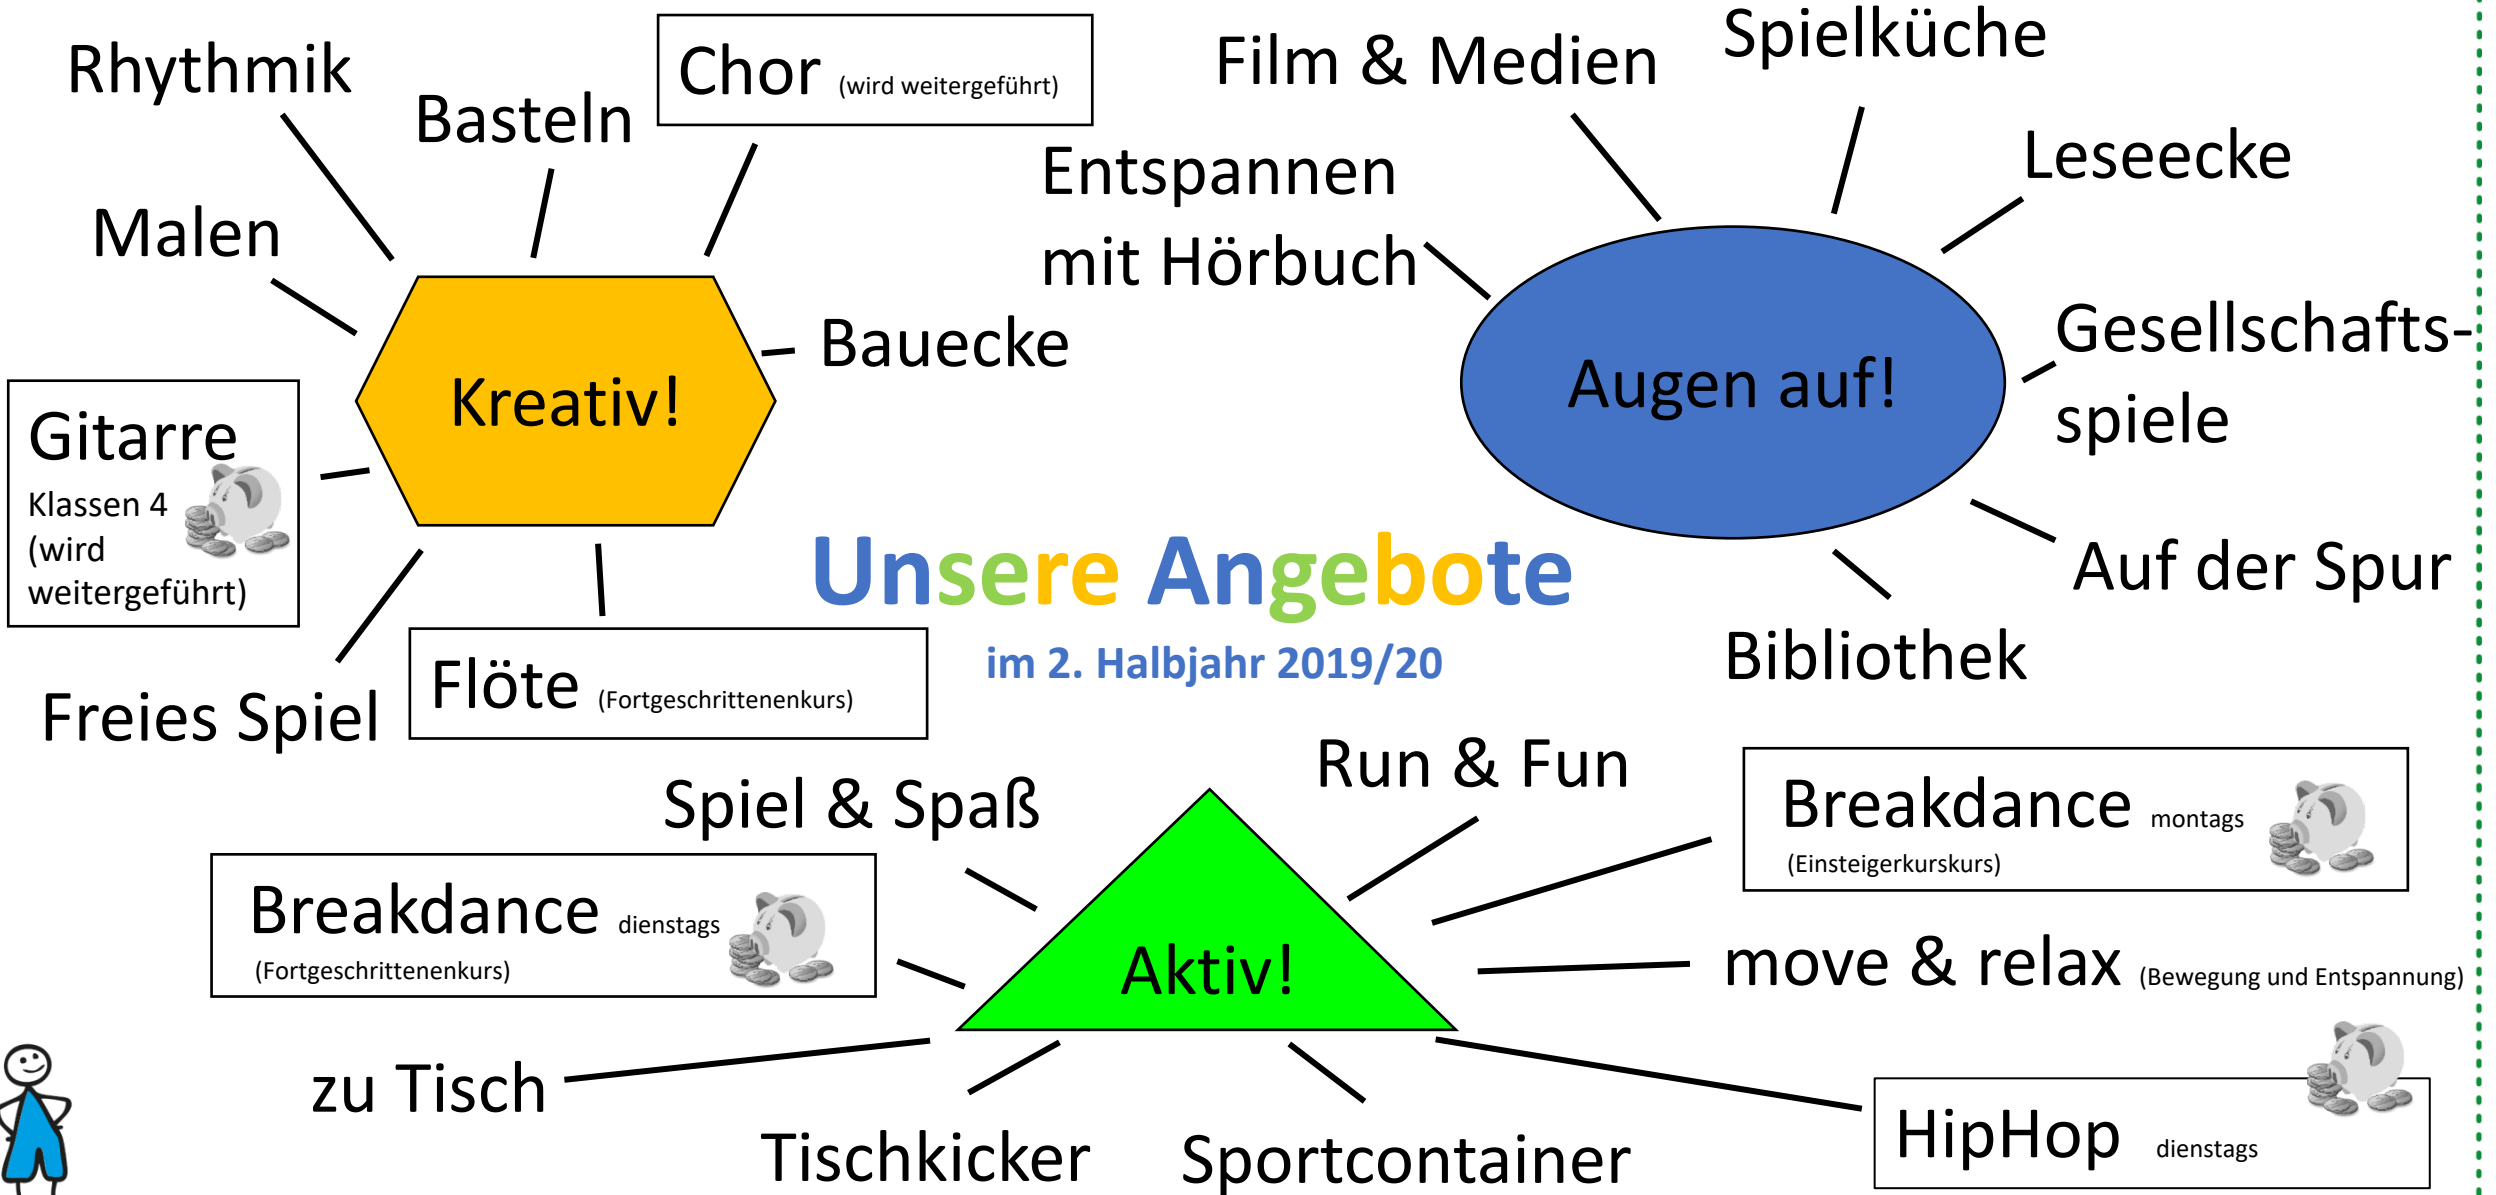 Rhythmik
Basteln
Chor (wird weitergeführt)
Malen
Bauecke
Kreativ!
Gitarre
Klassen 4
(wird
weitergeführt)
Freies Spiel
Flöte (Fortgeschrittenenkurs)
Film & Medien
Spielküche
Entspannen
mit Hörbuch
Leseecke
Gesellschafts-
spiele
Augen auf!
Auf der Spur
Bibliothek
Unsere Angebote
im 2. Halbjahr 2019/20
Spiel & Spaß
Run & Fun
Breakdance montags
(Einsteigerkurskurs)
Breakdance dienstags
(Fortgeschrittenenkurs)
Aktiv!
move & relax (Bewegung und Entspannung)
zu Tisch
Tischkicker
Sportcontainer
HipHop dienstags